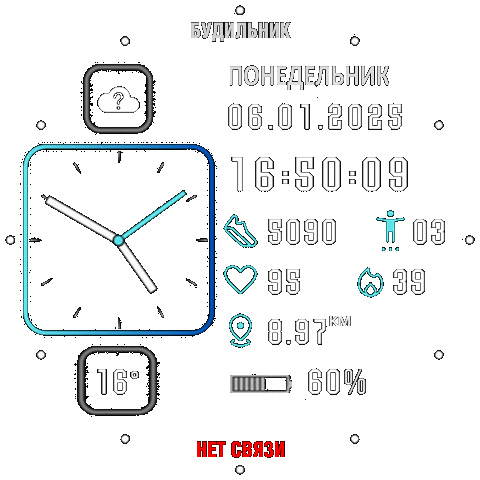 БУДИЛЬНИК
ПОНЕДЕЛЬНИК
06.01.2025
16:50:09
5090 03
95 39
8.97КМ
16° 60%
НЕТ СВЯЗИ